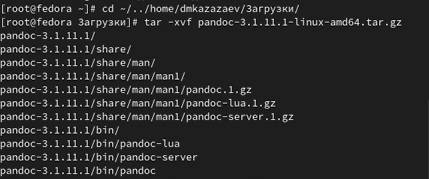 [root@fedora ~]# cd ~/../home/dmkazazaev/Загрузки/
[root@fedora Загрузки]# tar -xvf pandoc-3.1.11.1-linux-amd64.tar.gz
pandoc-3.1.11.1/
pandoc-3.1.11.1/share/
pandoc-3.1.11.1/share/man/
pandoc-3.1.11.1/share/man/man1/
pandoc-3.1.11.1/share/man/man1/pandoc.1.gz
pandoc-3.1.11.1/share/man/man1/pandoc-lua.1.gz
pandoc-3.1.11.1/share/man/man1/pandoc-server.1.gz
pandoc-3.1.11.1/bin/
pandoc-3.1.11.1/bin/pandoc-lua
pandoc-3.1.11.1/bin/pandoc-server
pandoc-3.1.11.1/bin/pandoc